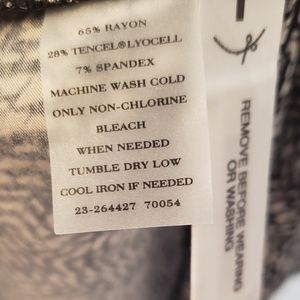 65% RAYON
28% TENCEL®LYOCELL
7% SPANDEX
MACHINE WASH COLD
ONLY NON-CHLORINE
BLEACH
WHEN NEEDED
TUMBLE DRY LOW
COOL IRON IF NEEDED
23-264427 70054
REMOVE BEFORE WEARING
OR WASHING